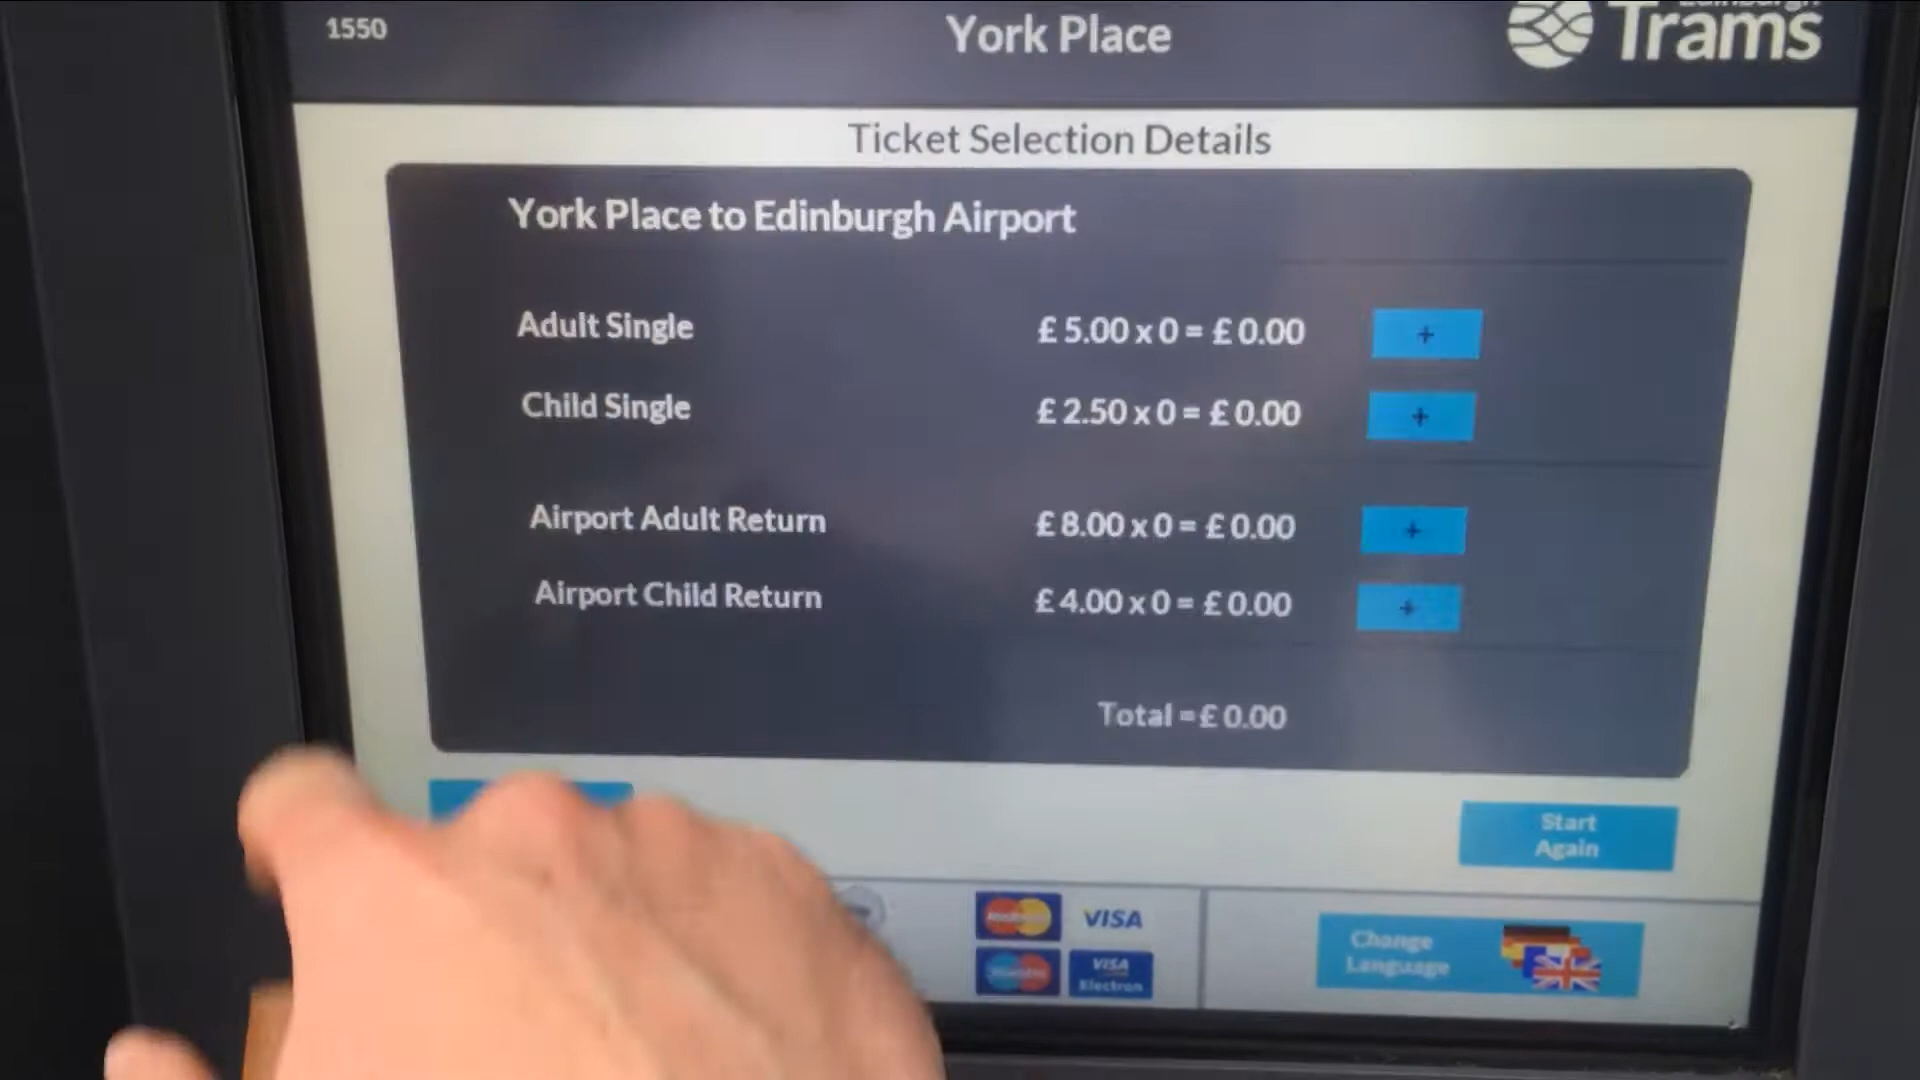 1550
York Place
Trams
Ticket Selection Details
York Place to Edinburgh Airport
Adult Single £ 5.00 x 0 = £ 0.00 +
Child Single £ 2.50 x 0 = £ 0.00 +
Airport Adult Return £ 8.00 x 0 = £ 0.00 +
Airport Child Return £ 4.00 x 0 = £ 0.00 +
Total = £ 0.00
Start
Again
VISA
VISA
Electron
Change
Language